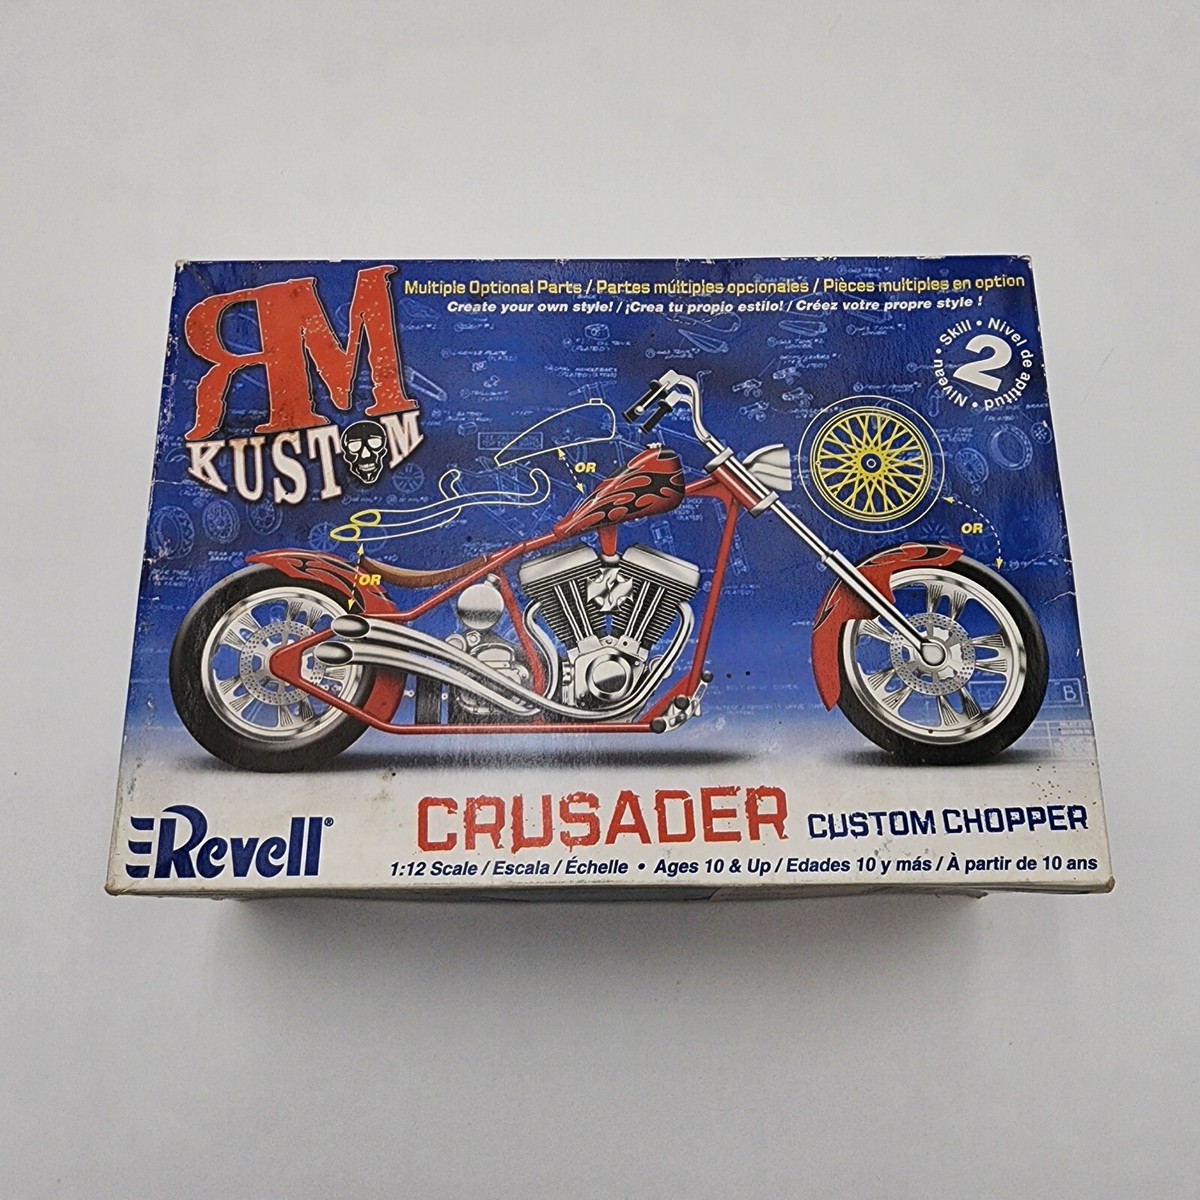 RM
KUSTOM
Multiple Optional Parts / Partes múltiples opcionales / Pièces multiples en option
Create your own style! / ¡Crea tu propio estilo! / Créez votre propre style !
Skill • Nivel de aptitud • Niveau •
2
OR
OR
OR
B
Revell®
CRUSADER CUSTOM CHOPPER
1:12 Scale / Escala / Échelle • Ages 10 & Up / Edades 10 y más / À partir de 10 ans